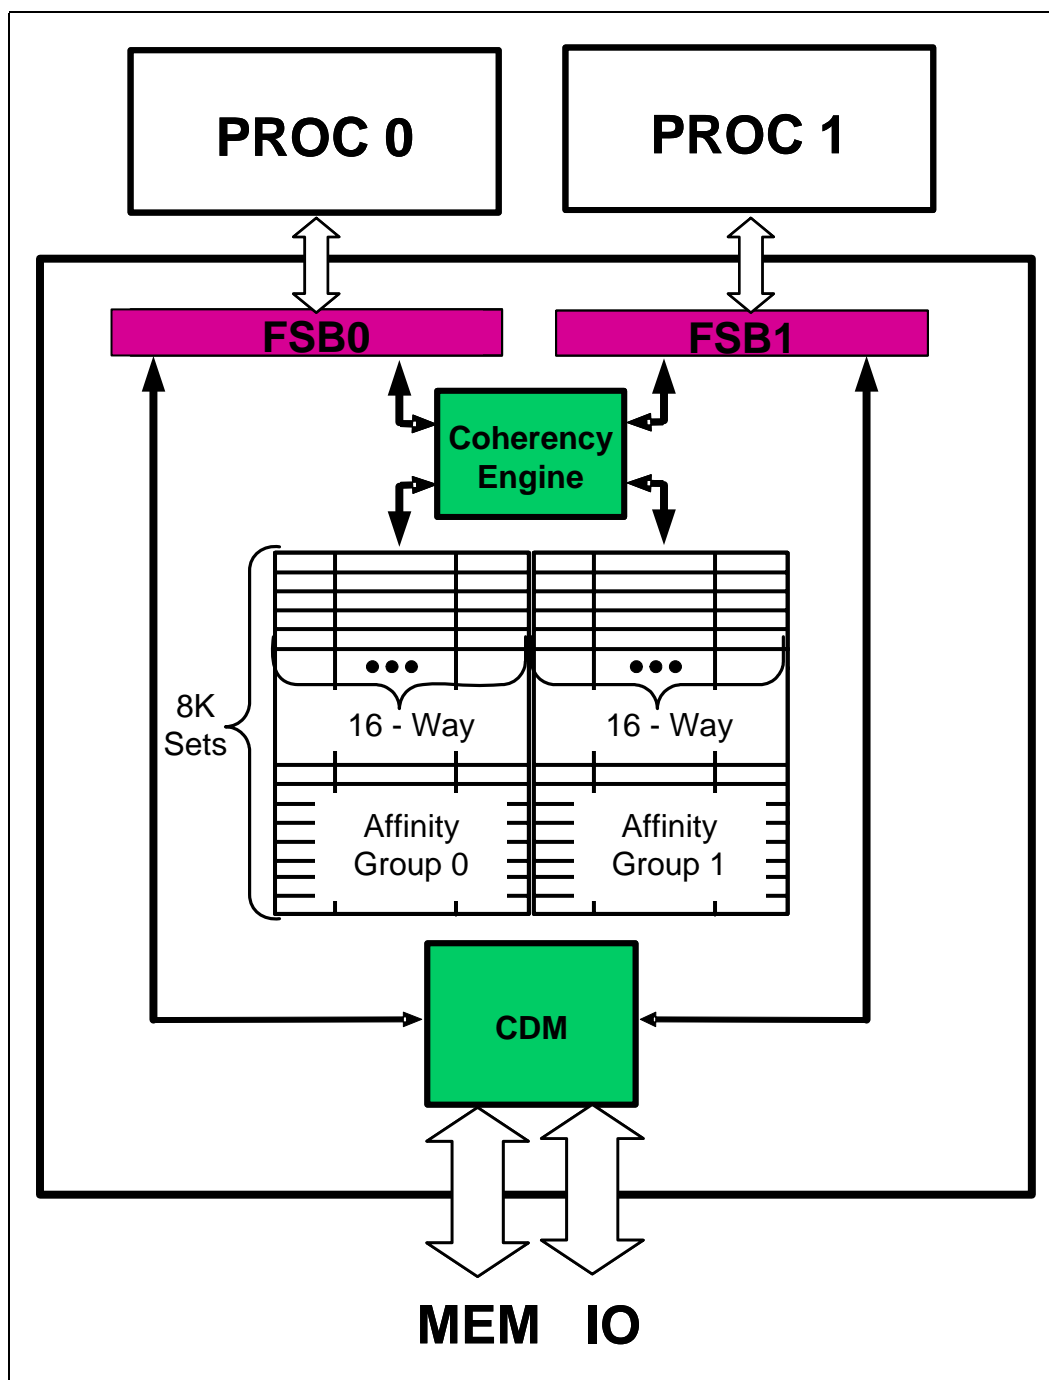 PROC 0
PROC 1
FSB0
FSB1
Coherency
Engine
8K
Sets
16 - Way
16 - Way
Affinity
Group 0
Affinity
Group 1
CDM
MEM
IO